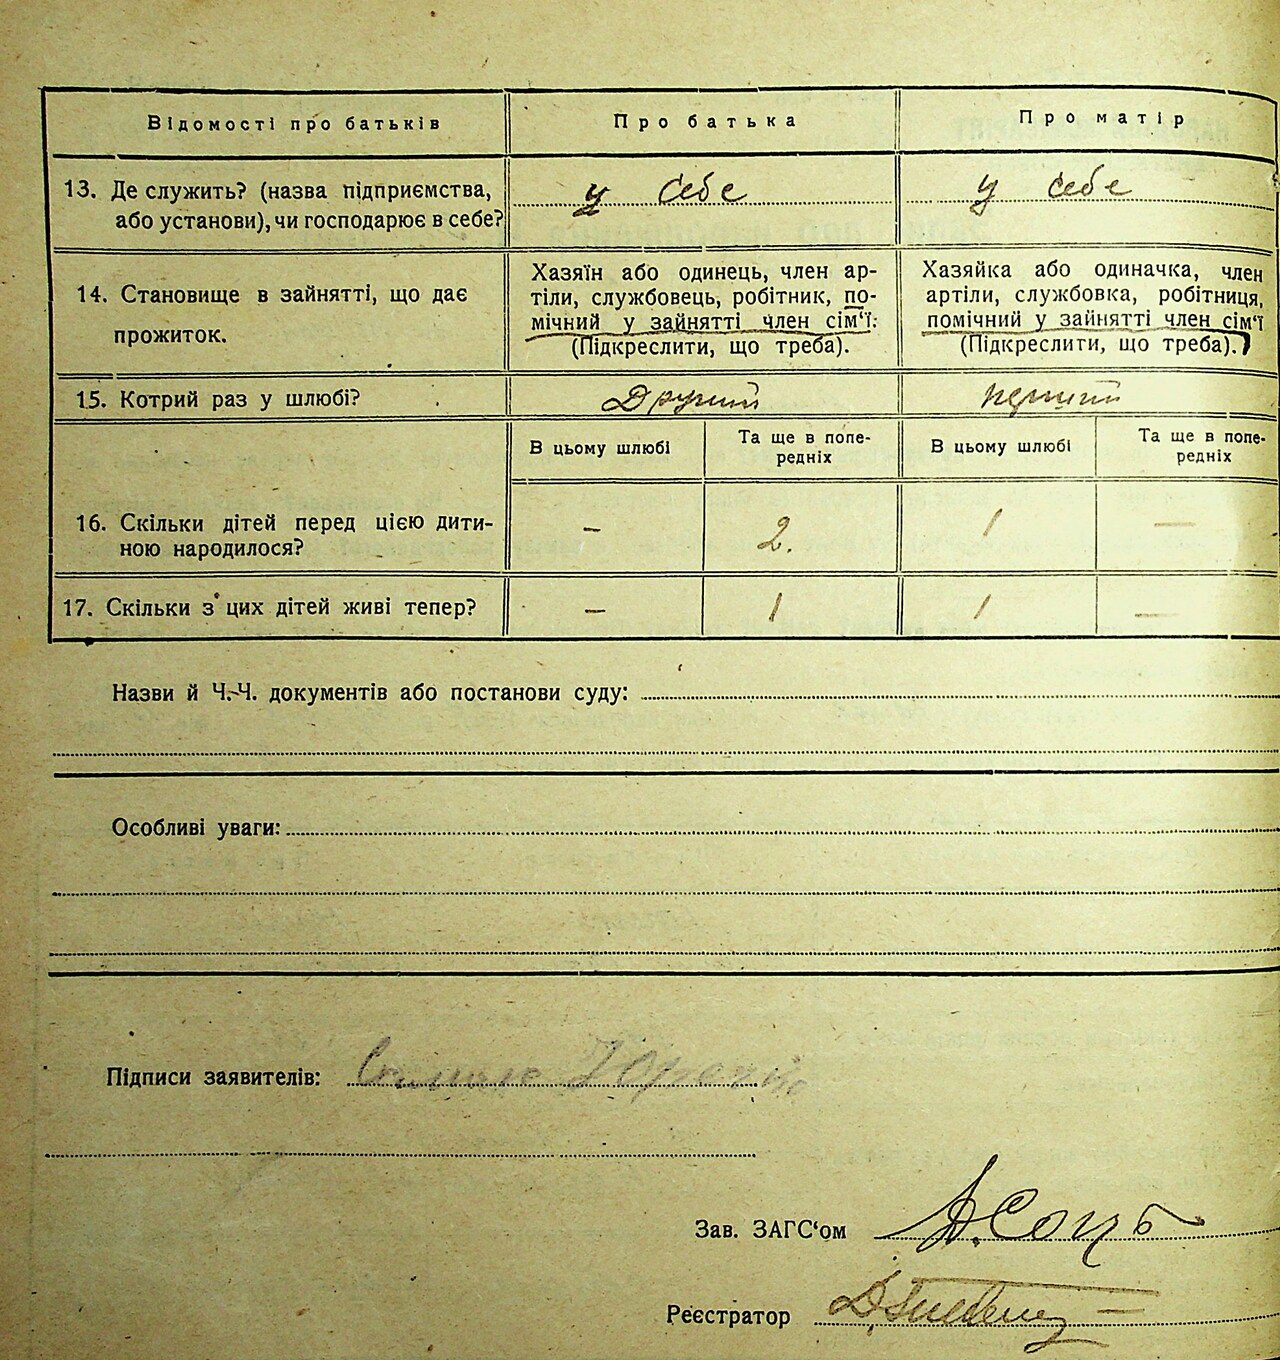 Відомості про батьків Про батька Про матір
13. Де служить? (назва підприємства, у себе у себе
або установи), чи господарює в себе?
14. Становище в зайнятті, що дає
прожиток.
Хазяїн або одинець, член ар-
тіли, службовець, робітник, по-
мічний у зайнятті член сім‘ї.
(Підкреслити, що треба).
Хазяйка або одиначка, член
артіли, службовка, робітниця,
помічний у зайнятті член сім‘ї
(Підкреслити, що треба).
15. Котрий раз у шлюбі? Другий перший
В цьому шлюбі
Та ще в попе-
редніх
В цьому шлюбі
Та ще в попе-
редніх
16. Скільки дітей перед цією дити-
ною народилося?
– 2. 1 –
17. Скільки з цих дітей живі тепер? – 1 1 –
Назви й Ч.-Ч. документів або постанови суду:
Особливі уваги:
Підписи заявителів:
Зав. ЗАГС‘ом
Реєстратор